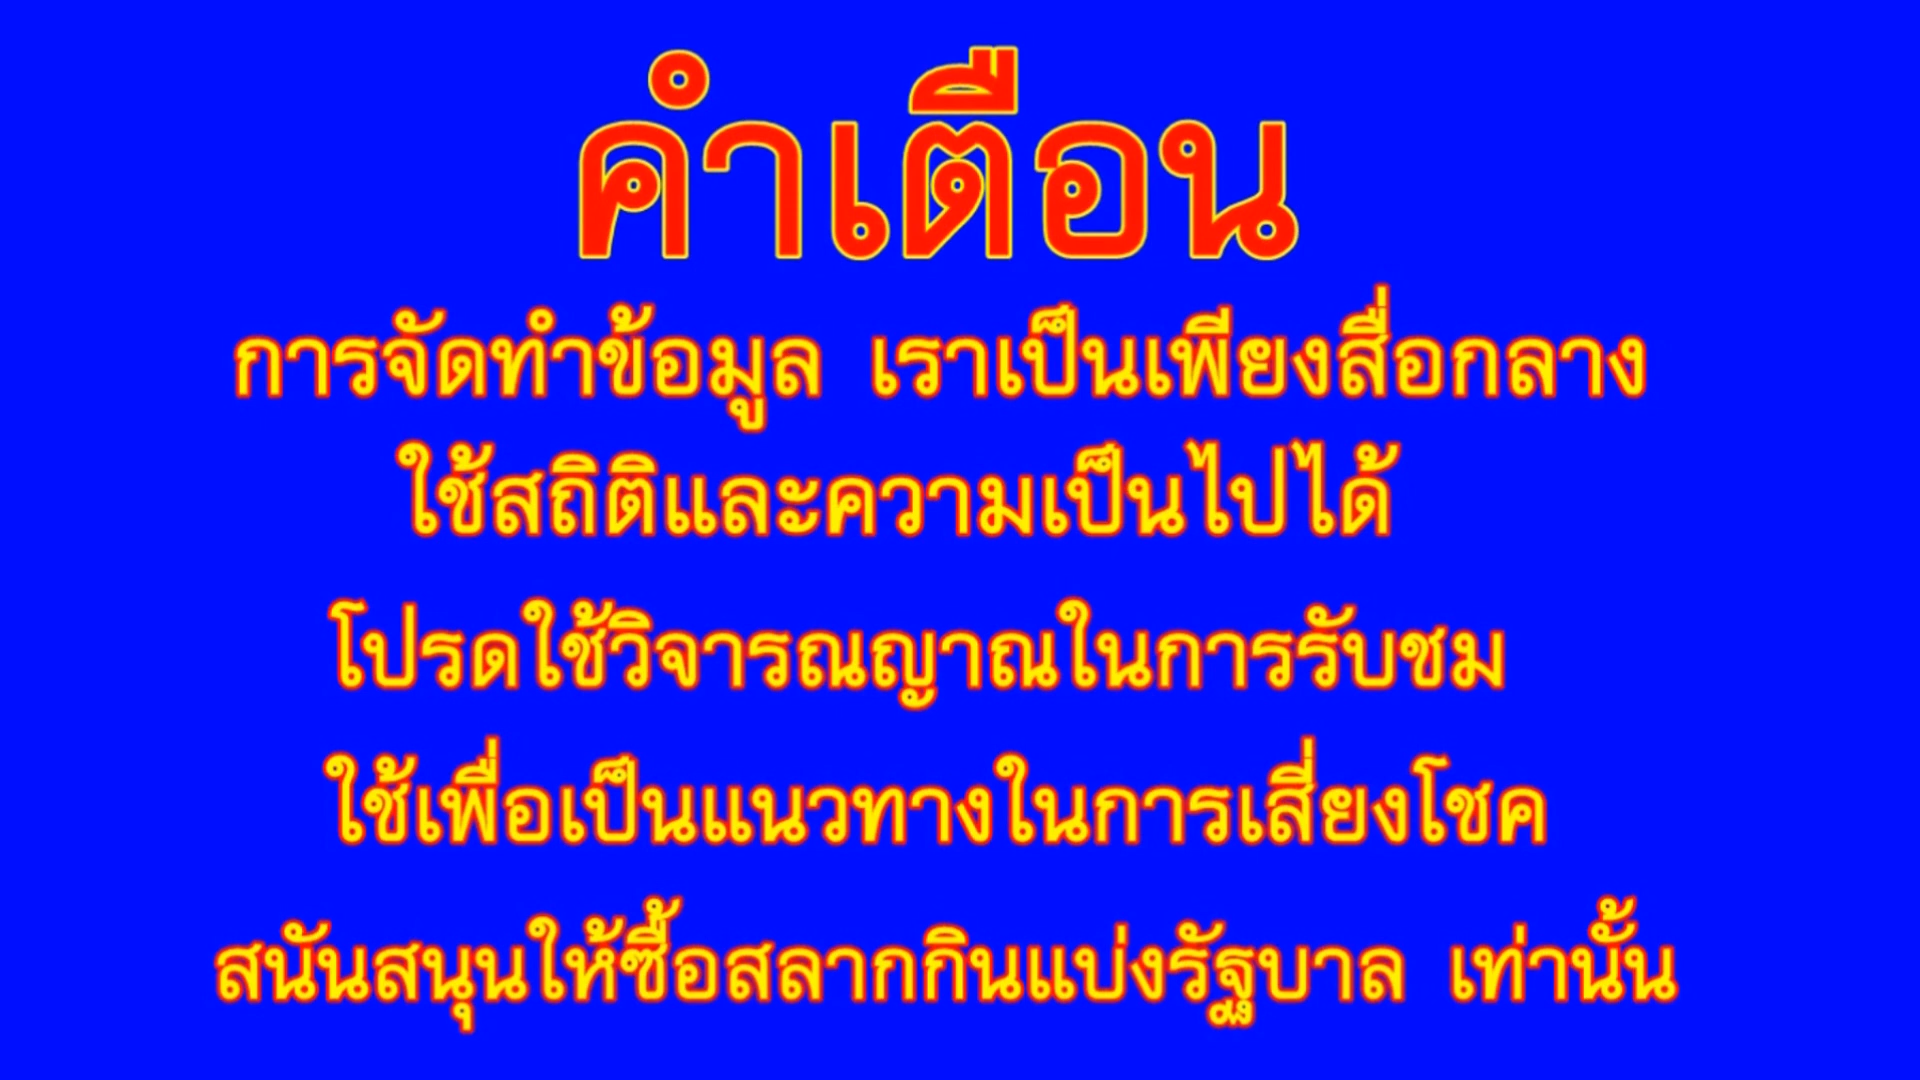 คำเตือน
การจัดทำข้อมูล เราเป็นเพียงสื่อกลาง
ใช้สถิติและความเป็นไปได้
โปรดใช้วิจารณญาณในการรับชม
ใช้เพื่อเป็นแนวทางในการเสี่ยงโชค
สนันสนุนให้ซื้อสลากกินแบ่งรัฐบาล เท่านั้น